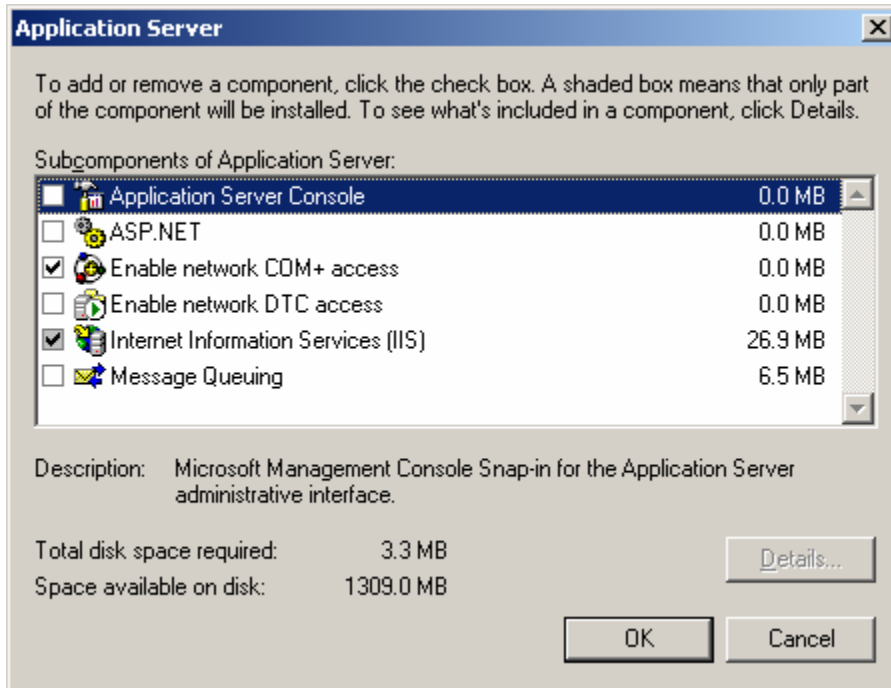 Application Server
To add or remove a component, click the check box. A shaded box means that only part
of the component will be installed. To see what's included in a component, click Details.
Subcomponents of Application Server:
Application Server Console 0.0 MB
ASP.NET 0.0 MB
Enable network COM+ access 0.0 MB
Enable network DTC access 0.0 MB
Internet Information Services (IIS) 26.9 MB
Message Queuing 6.5 MB
Description: Microsoft Management Console Snap-in for the Application Server
administrative interface.
Total disk space required: 3.3 MB
Space available on disk: 1309.0 MB
Details...
OK Cancel